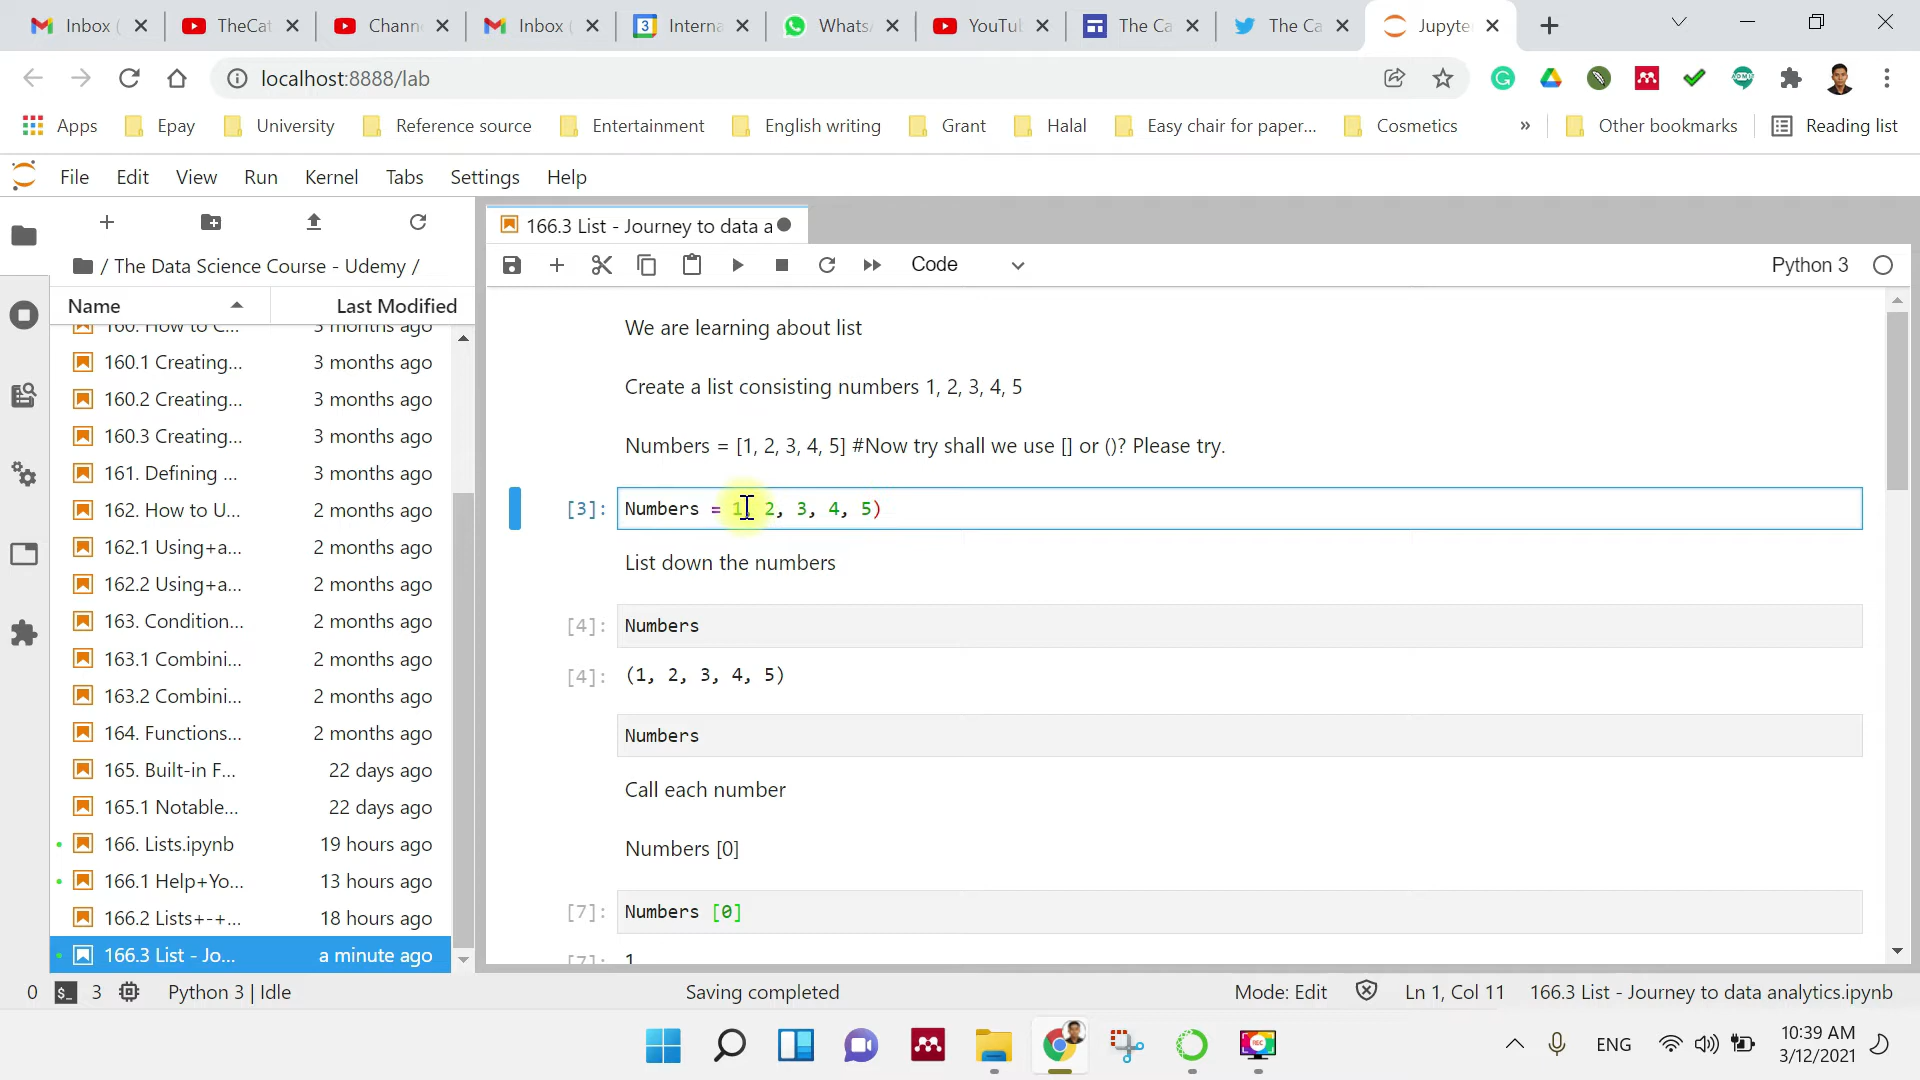 Inbox (
TheCat
Chann
Inbox (
3
Interna
Whats
YouTu
The Ca
The Ca
Jupyte
localhost:8888/lab
Apps
Epay
University
Reference source
Entertainment
English writing
Grant
Halal
Easy chair for paper...
Cosmetics
»
Other bookmarks
Reading list
File
Edit
View
Run
Kernel
Tabs
Settings
Help
/ The Data Science Course - Udemy /
Name
Last Modified
160. How to C... 3 months ago
160.1 Creating... 3 months ago
160.2 Creating... 3 months ago
160.3 Creating... 3 months ago
161. Defining ... 3 months ago
162. How to U... 2 months ago
162.1 Using+a... 2 months ago
162.2 Using+a... 2 months ago
163. Condition... 2 months ago
163.1 Combini... 2 months ago
163.2 Combini... 2 months ago
164. Functions... 2 months ago
165. Built-in F... 22 days ago
165.1 Notable... 22 days ago
166. Lists.ipynb 19 hours ago
166.1 Help+Yo... 13 hours ago
166.2 Lists+-+... 18 hours ago
166.3 List - Jo... a minute ago
166.3 List - Journey to data a
Code
Python 3
We are learning about list
Create a list consisting numbers 1, 2, 3, 4, 5
Numbers = [1, 2, 3, 4, 5] #Now try shall we use [] or ()? Please try.
[3]: Numbers = 1, 2, 3, 4, 5)
List down the numbers
[4]: Numbers
[4]: (1, 2, 3, 4, 5)
Numbers
Call each number
Numbers [0]
[7]: Numbers [0]
[7]: 1
0
$_
3
Python 3 | Idle
Saving completed
Mode: Edit
Ln 1, Col 11
166.3 List - Journey to data analytics.ipynb
REC
ENG
10:39 AM
3/12/2021